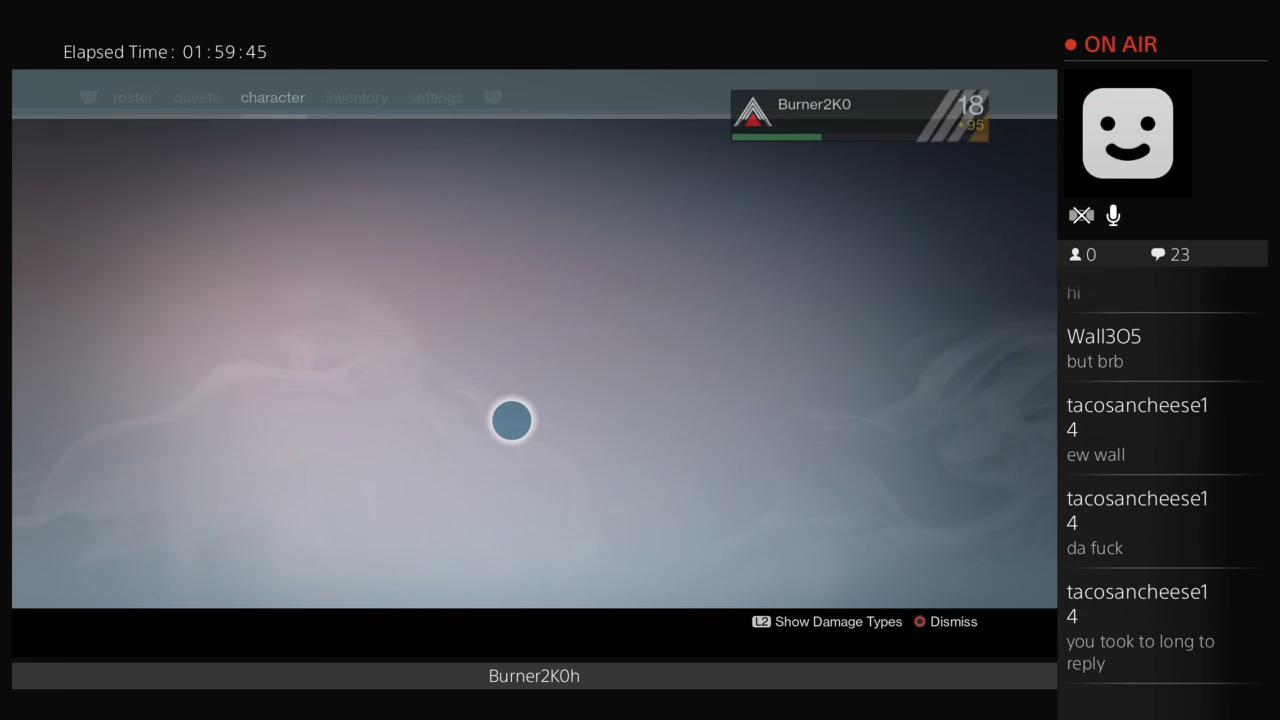 Elapsed Time: 01:59:45
ON AIR
L1 roster quests character inventory settings R1
Burner2K0
18
+95
0 23
hi
Wall3O5
but brb
tacosancheese1
4
ew wall
tacosancheese1
4
da fuck
tacosancheese1
4
you took to long to
reply
L2 Show Damage Types Dismiss
Burner2K0h